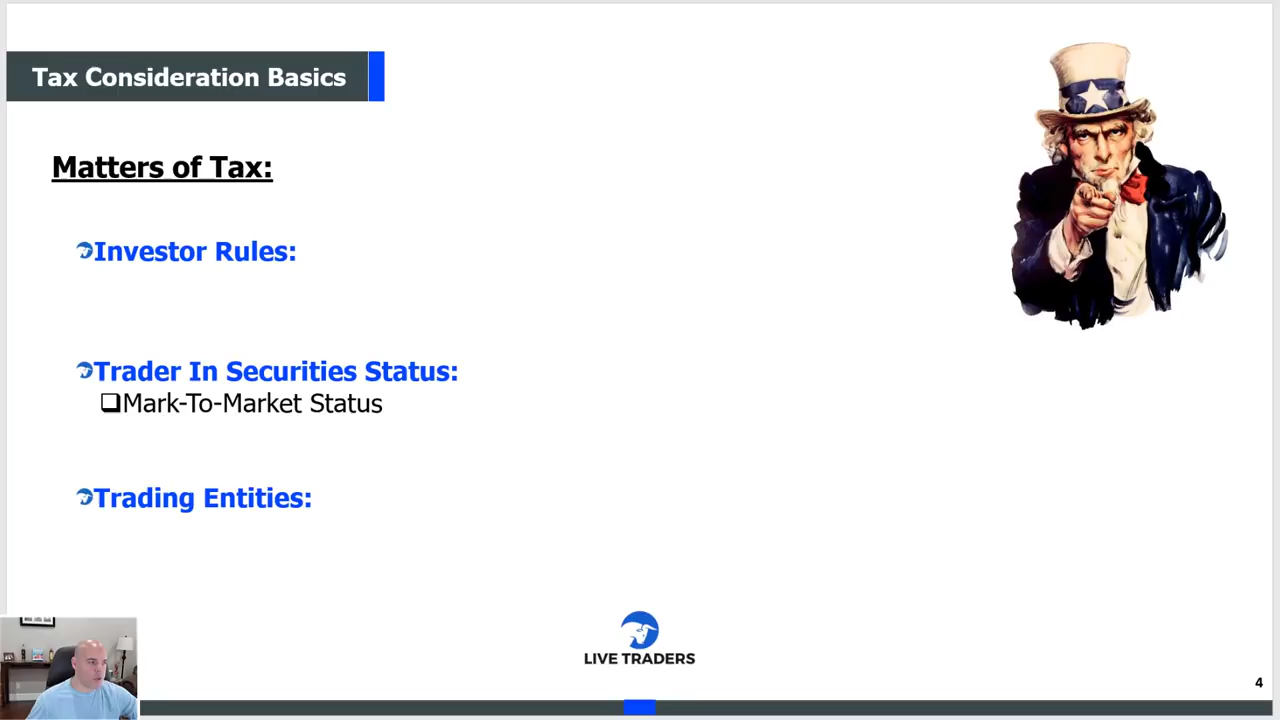 Tax Consideration Basics
Matters of Tax:
Investor Rules:
Trader In Securities Status:
Mark-To-Market Status
Trading Entities:
LIVE TRADERS
4